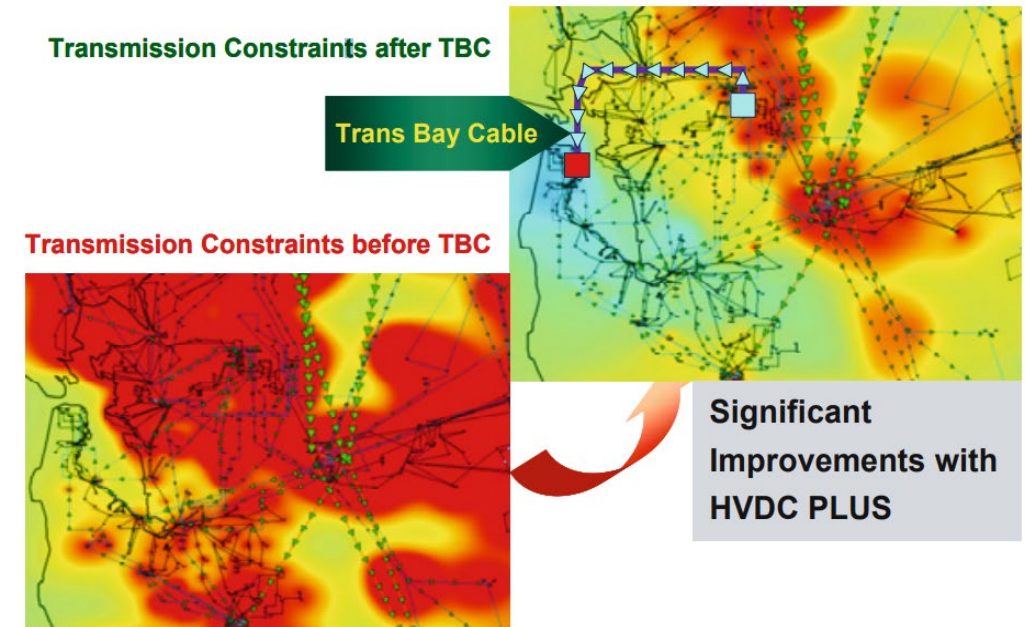 Transmission Constraints after TBC
Trans Bay Cable
Transmission Constraints before TBC
Significant
Improvements with
HVDC PLUS